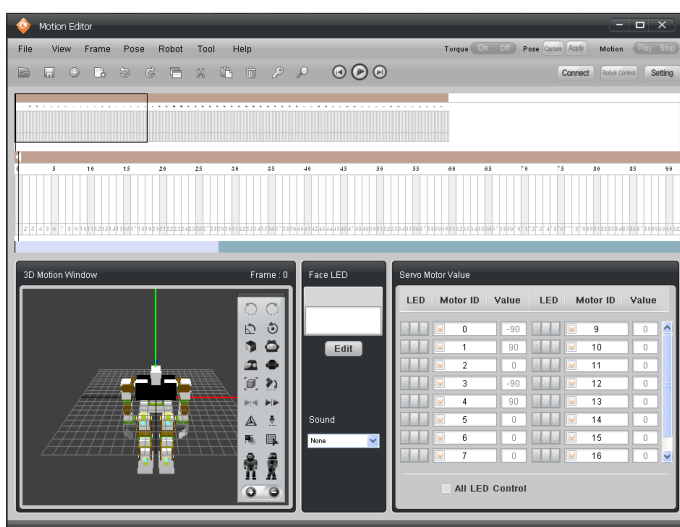 Motion Editor
File View Frame Pose Robot Tool Help Torque On Off Pose Capture Apply Motion Play Stop
Connect Robot Control Setting
5 10 15 20 25 30 35 40 45 50 55 60 65 70 75 80 85 90
3D Motion Window Frame : 0 Face LED Servo Motor Value
LED Motor ID Value LED Motor ID Value
0 -90 9 0
1 90 10 0
Edit
2 0 11 0
3 -90 12 0
4 90 13 0
Sound
5 0 14 0
None
6 0 15 0
7 0 16 0
All LED Control